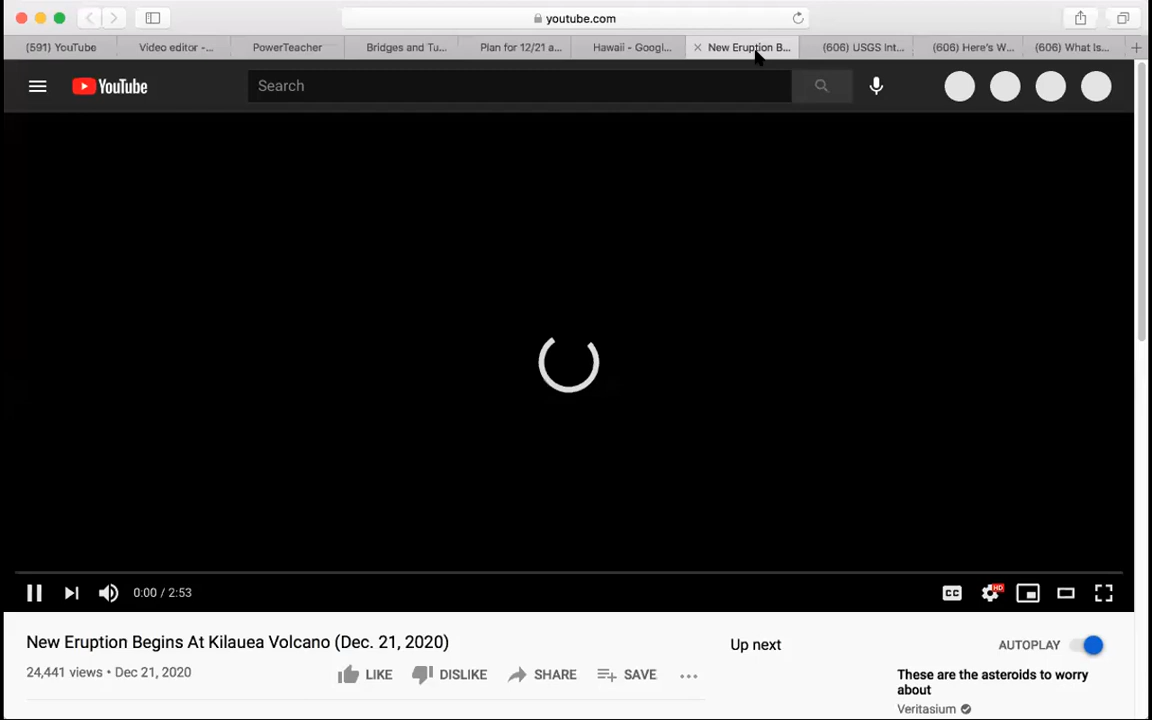 youtube.com
(591) YouTube
Video editor -...
PowerTeacher
Bridges and Tu...
Plan for 12/21 a...
Hawaii - Googl...
New Eruption B...
(606) USGS Int...
(606) Here's W...
(606) What Is...
YouTube
Search
0:00 / 2:53
CC
HD
New Eruption Begins At Kilauea Volcano (Dec. 21, 2020)
24,441 views • Dec 21, 2020
LIKE
DISLIKE
SHARE
SAVE
Up next
AUTOPLAY
These are the asteroids to worry
about
Veritasium